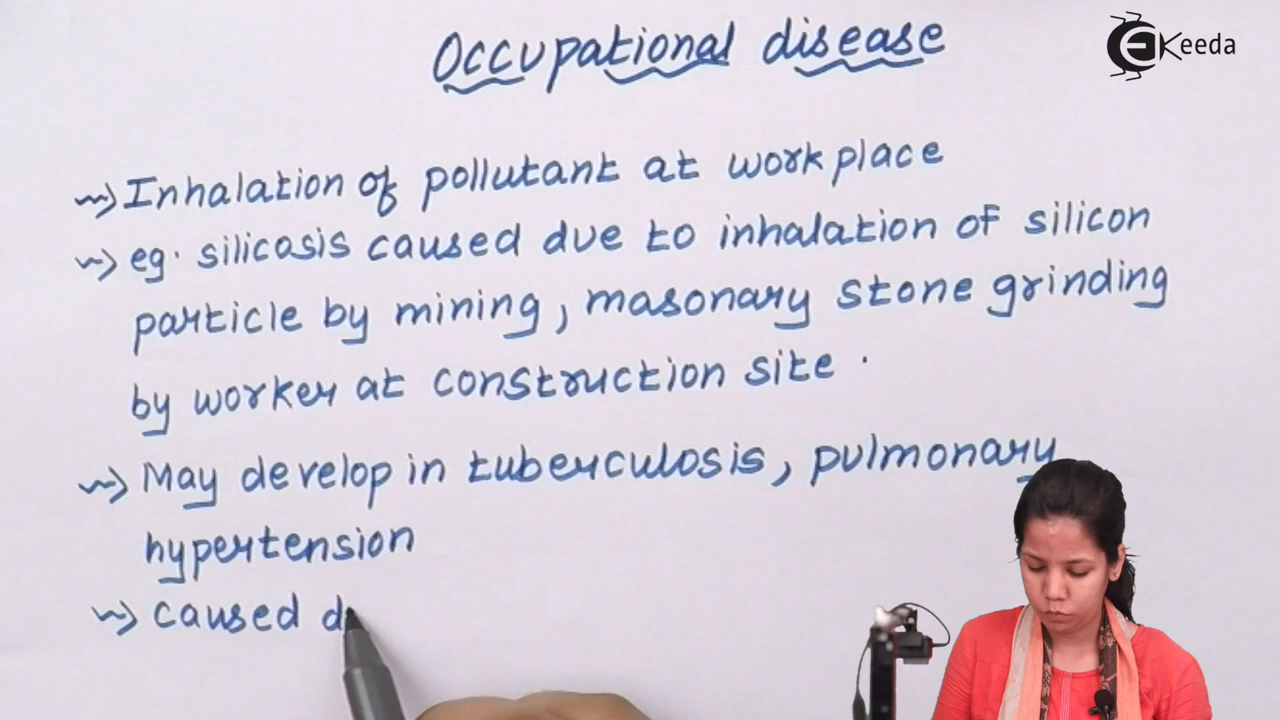 Occupational disease
EKeeda
⇝ Inhalation of pollutant at workplace
⇝ eg. silicosis caused due to inhalation of silicon
particle by mining, masonary stone grinding
by worker at construction site .
⇝ May develop in tuberculosis, pulmonary
hypertension
⇝ caused d